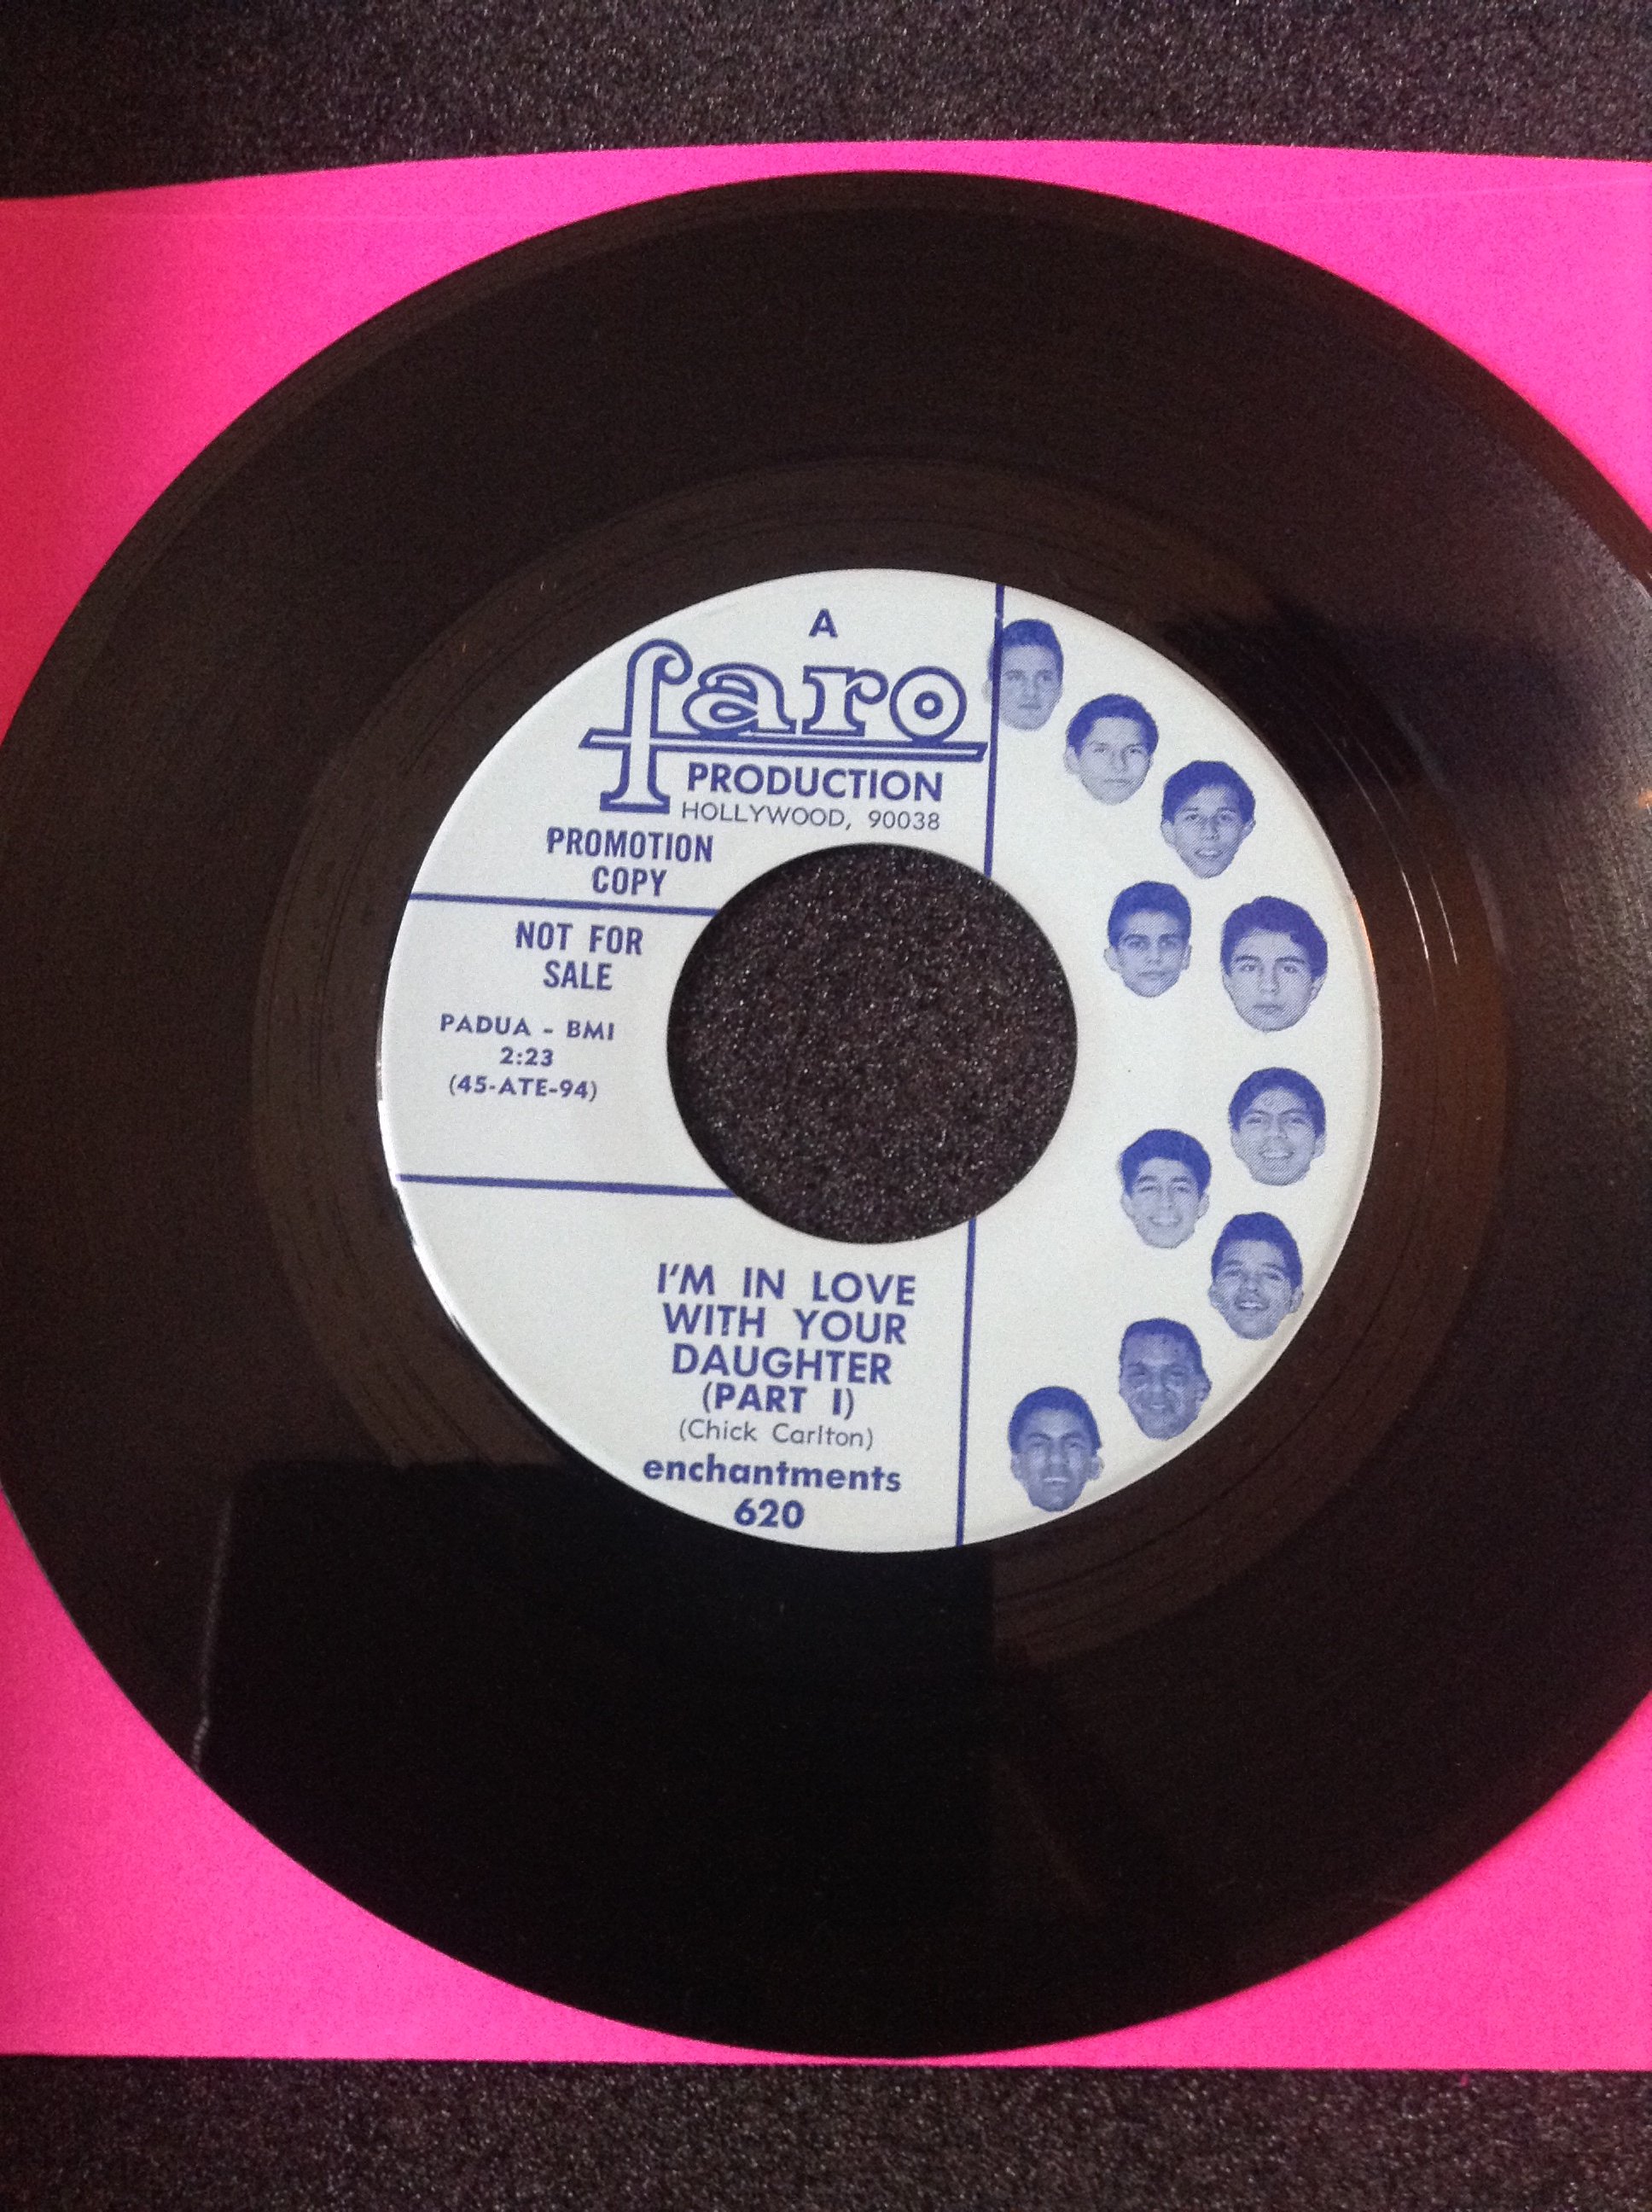 A
faro
PRODUCTION
HOLLYWOOD, 90038
PROMOTION
COPY
NOT FOR
SALE
PADUA - BMI
2:23
(45-ATE-94)
I'M IN LOVE
WITH YOUR
DAUGHTER
(PART I)
(Chick Carlton)
enchantments
620